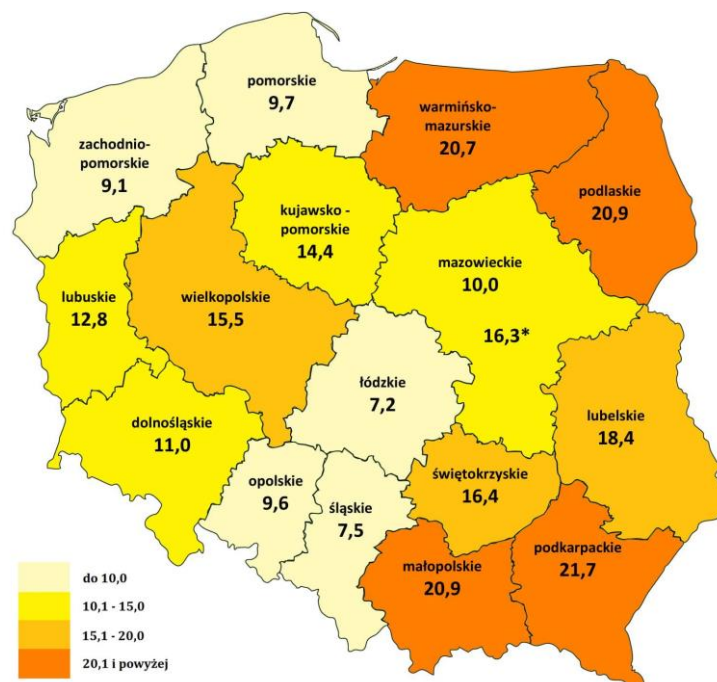 pomorskie
9,7
warmińsko-
mazurskie
20,7
zachodnio-
pomorskie
9,1
podlaskie
20,9
kujawsko -
pomorskie
14,4
mazowieckie
10,0
16,3*
lubuskie
12,8
wielkopolskie
15,5
łódzkie
7,2
lubelskie
18,4
dolnośląskie
11,0
świętokrzyskie
16,4
opolskie
9,6
śląskie
7,5
podkarpackie
21,7
małopolskie
20,9
do 10,0
10,1 - 15,0
15,1 - 20,0
20,1 i powyżej